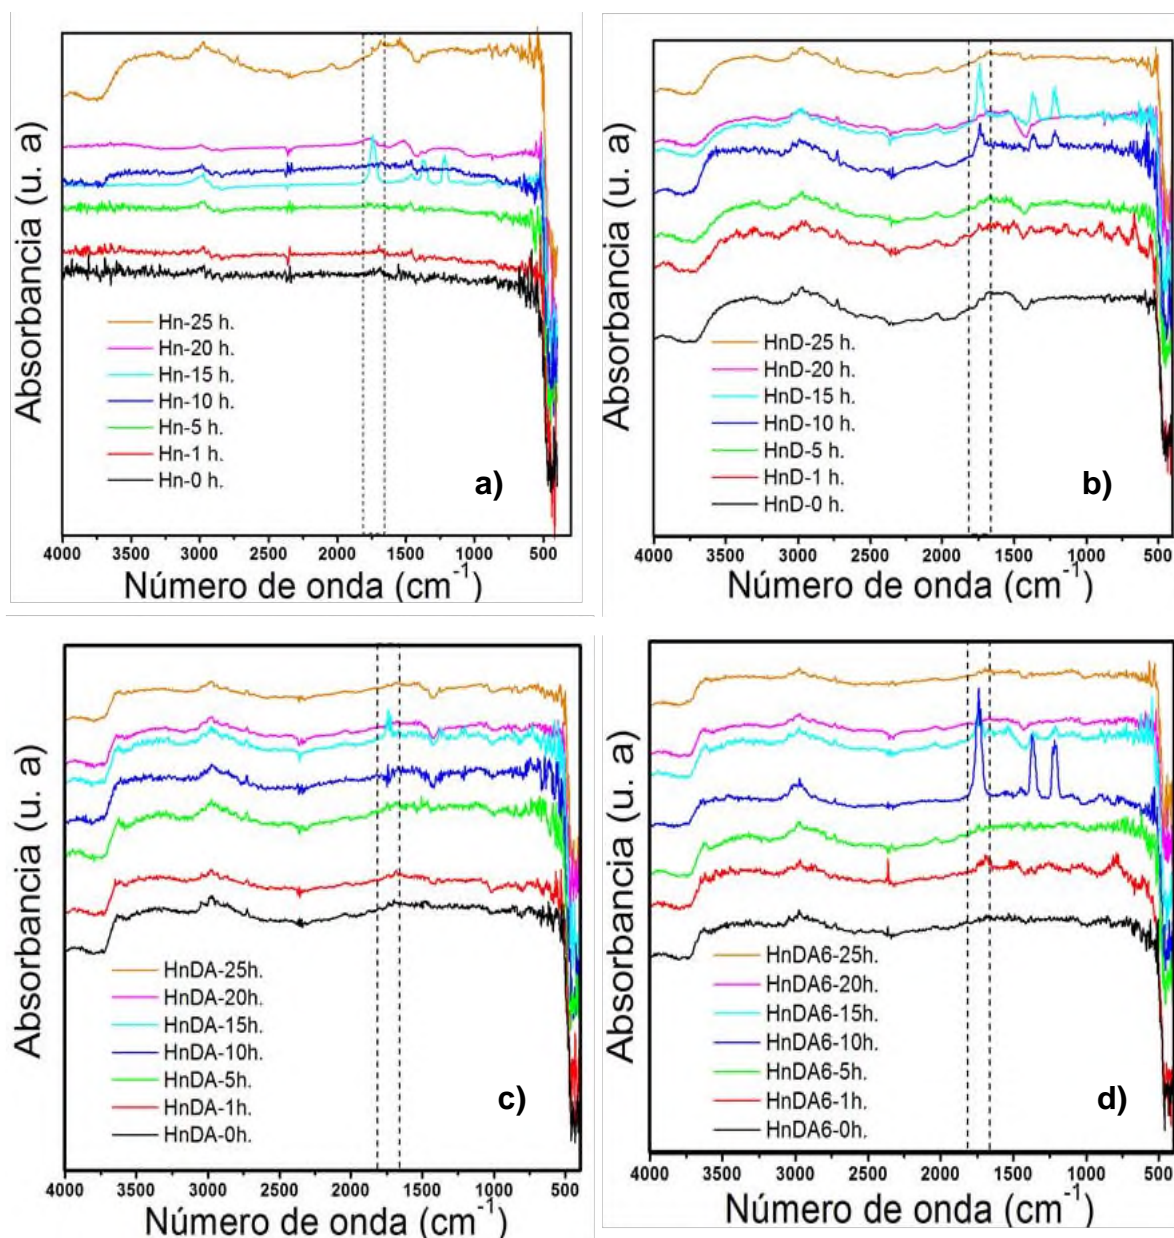 Absorbancia (u. a)
Hn-25 h.
Hn-20 h.
Hn-15 h.
Hn-10 h.
Hn-5 h.
Hn-1 h.
Hn-0 h.
a)
4000 3500 3000 2500 2000 1500 1000 500
Número de onda (cm⁻¹)
Absorbancia (u. a)
HnD-25 h.
HnD-20 h.
HnD-15 h.
HnD-10 h.
HnD-5 h.
HnD-1 h.
HnD-0 h.
b)
4000 3500 3000 2500 2000 1500 1000 500
Número de onda (cm⁻¹)
Absorbancia (u. a)
HnDA-25h.
HnDA-20h.
HnDA-15h.
HnDA-10h.
HnDA-5h.
HnDA-1h.
HnDA-0h.
c)
4000 3500 3000 2500 2000 1500 1000 500
Número de onda (cm⁻¹)
Absorbancia (u. a)
HnDA6-25h.
HnDA6-20h.
HnDA6-15h.
HnDA6-10h.
HnDA6-5h.
HnDA6-1h.
HnDA6-0h.
d)
4000 3500 3000 2500 2000 1500 1000 500
Número de onda (cm⁻¹)